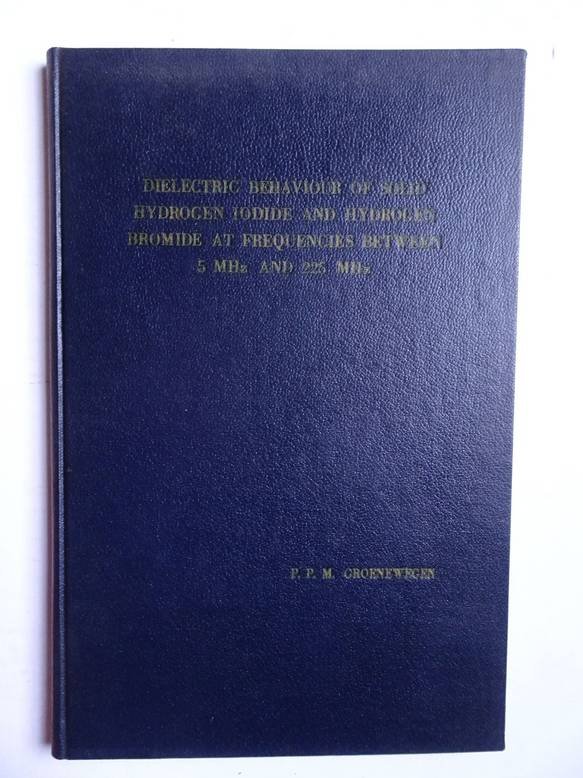 DIELECTRIC BEHAVIOUR OF SOLID
HYDROGEN IODIDE AND HYDROGEN
BROMIDE AT FREQUENCIES BETWEEN
5 MHz AND 225 MHz
P. P. M. GROENEWEGEN